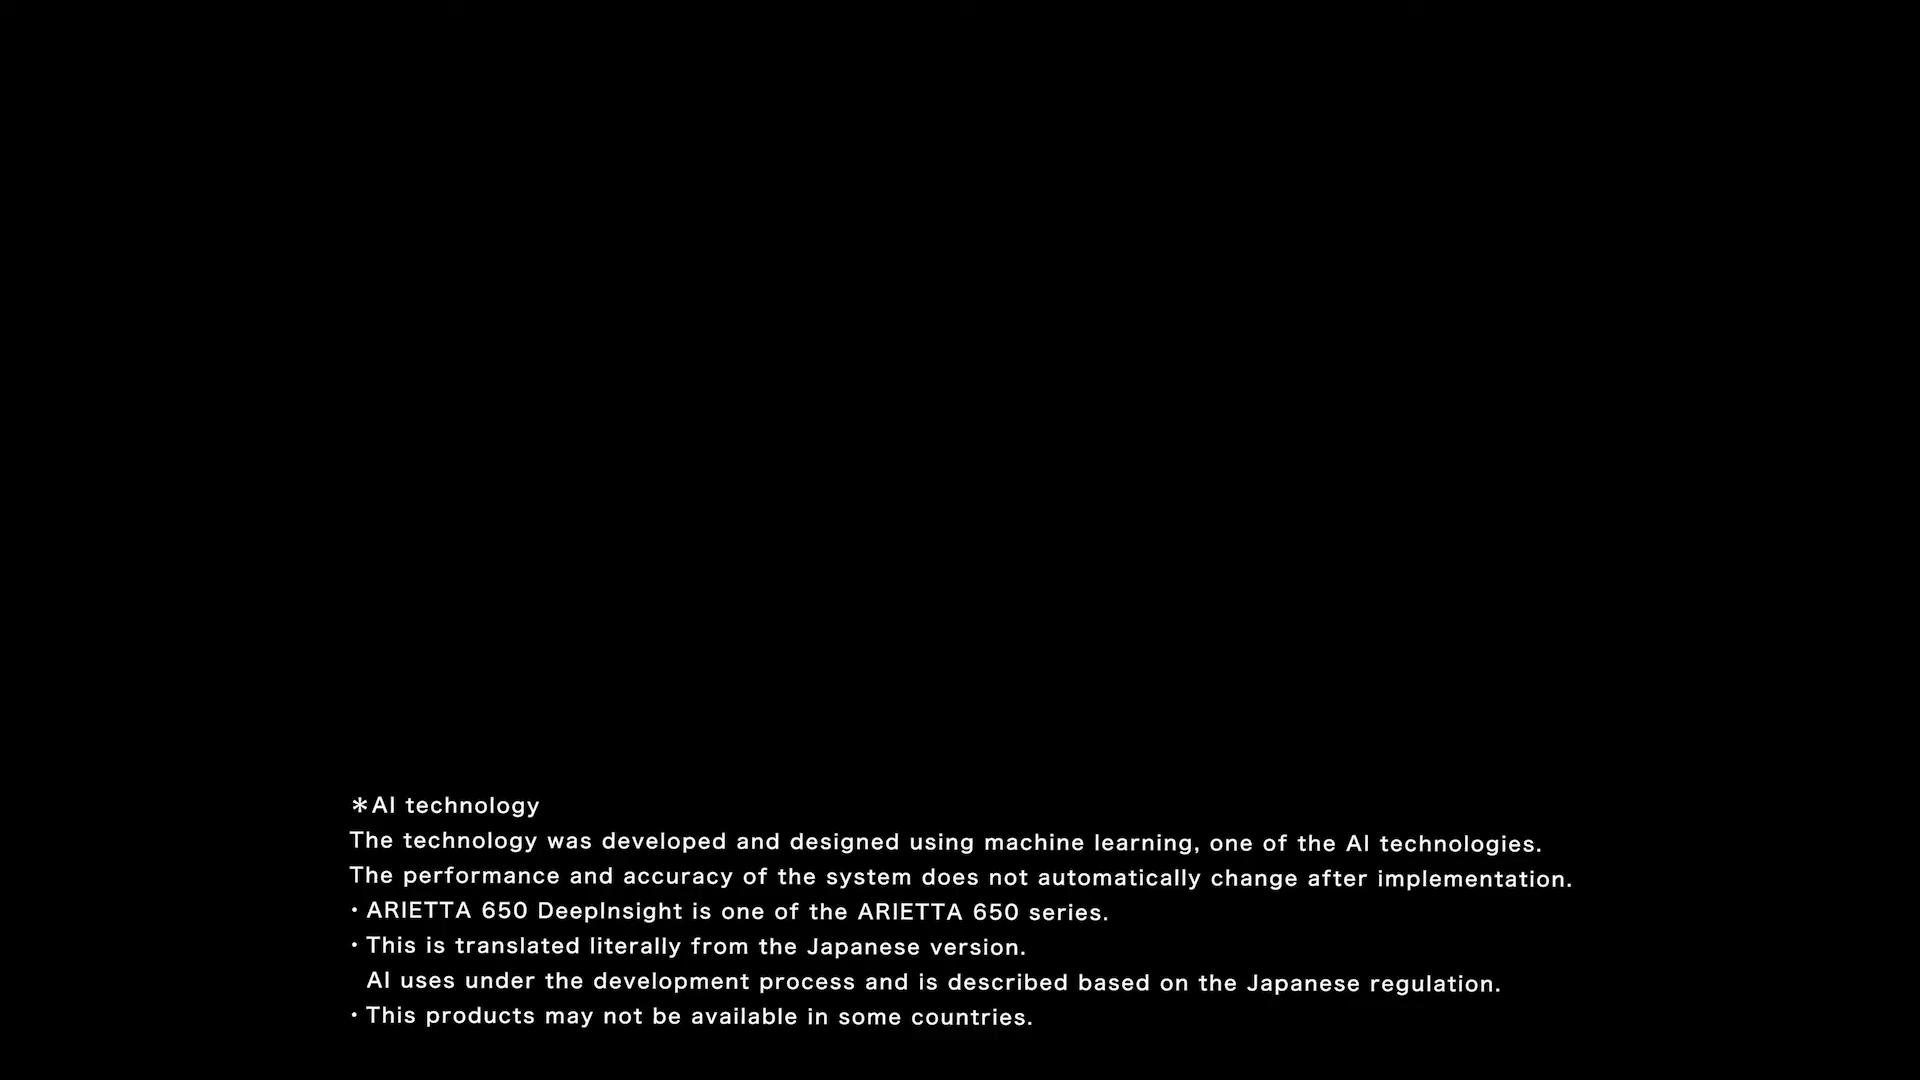 ＊AI technology
The technology was developed and designed using machine learning, one of the AI technologies.
The performance and accuracy of the system does not automatically change after implementation.
・ARIETTA 650 DeepInsight is one of the ARIETTA 650 series.
・This is translated literally from the Japanese version.
AI uses under the development process and is described based on the Japanese regulation.
・This products may not be available in some countries.